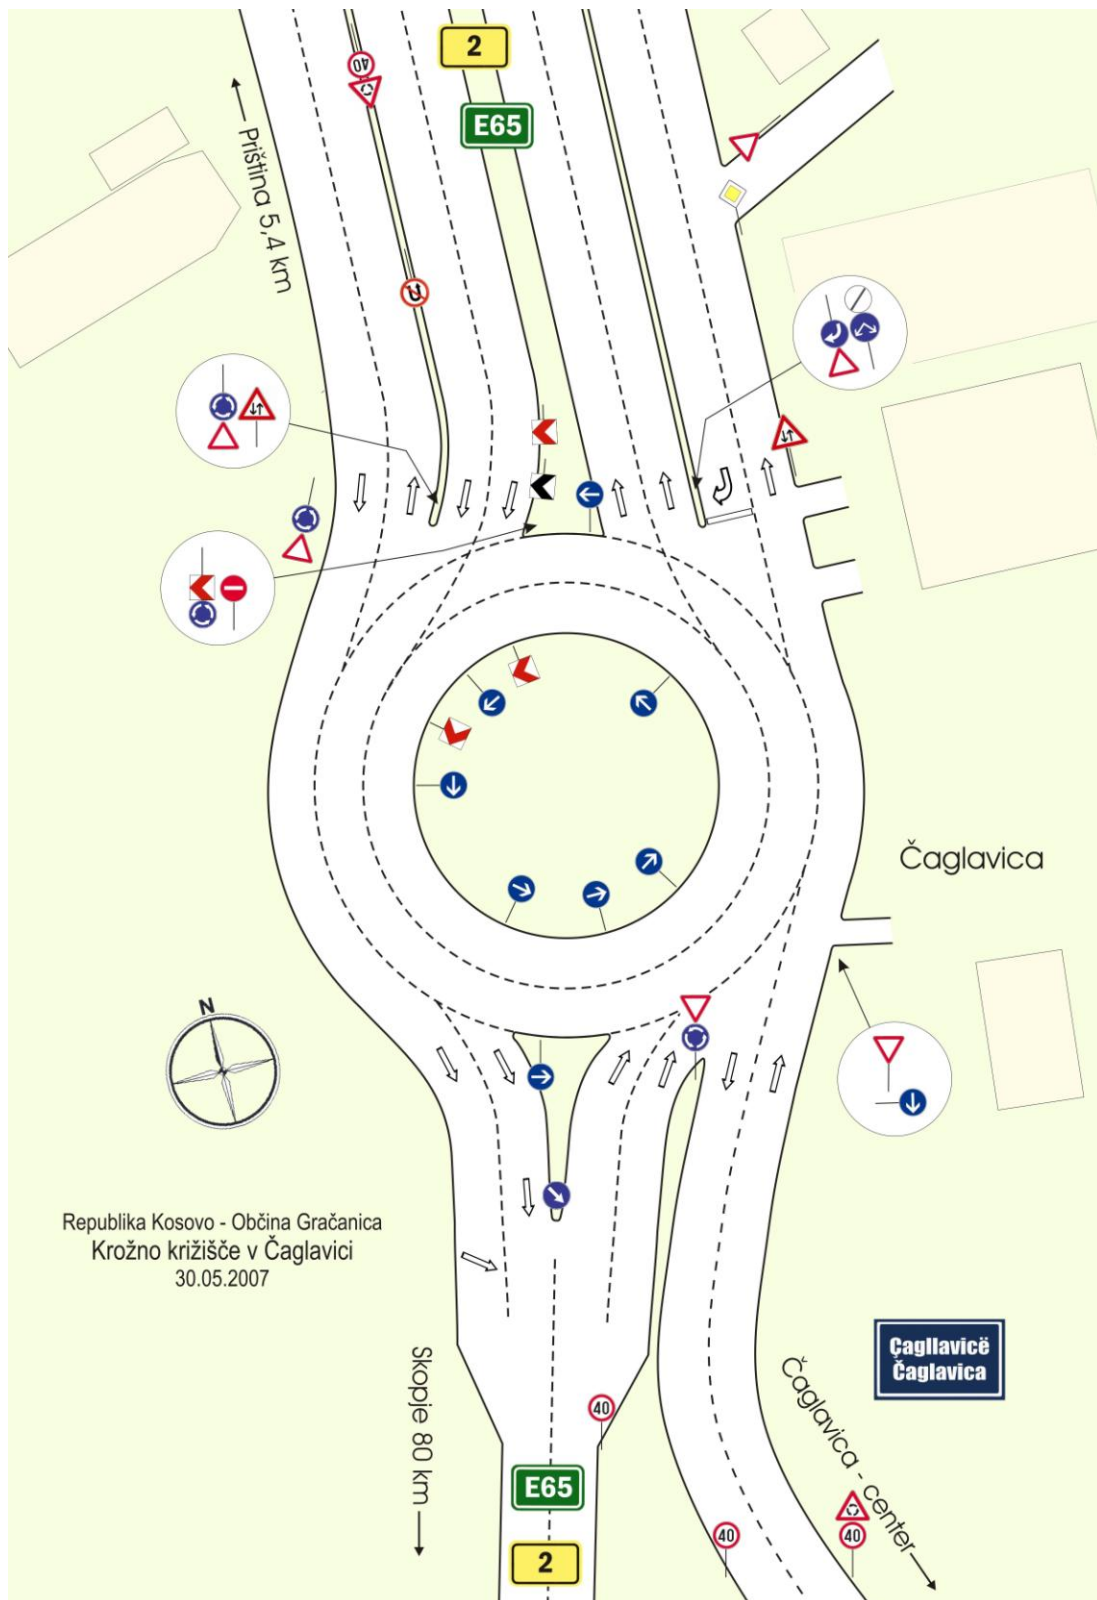 40
2
E65
Priština 5,4 km
Čaglavica
N
Republika Kosovo - Občina Gračanica
Krožno križišče v Čaglavici
30.05.2007
Çagllavicë
Čaglavica
Skopje 80 km
Čaglavica - center
40
E65
40
40
2